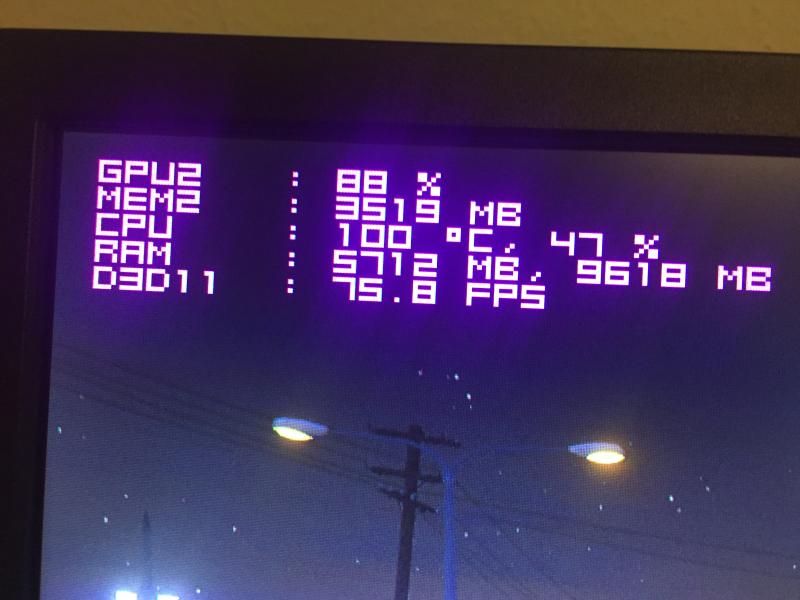 GPU2 : 88 %
MEM2 : 3519 MB
CPU : 100 °C, 47 %
RAM : 5712 MB, 9618 MB
D3D11 : 75.8 FPS